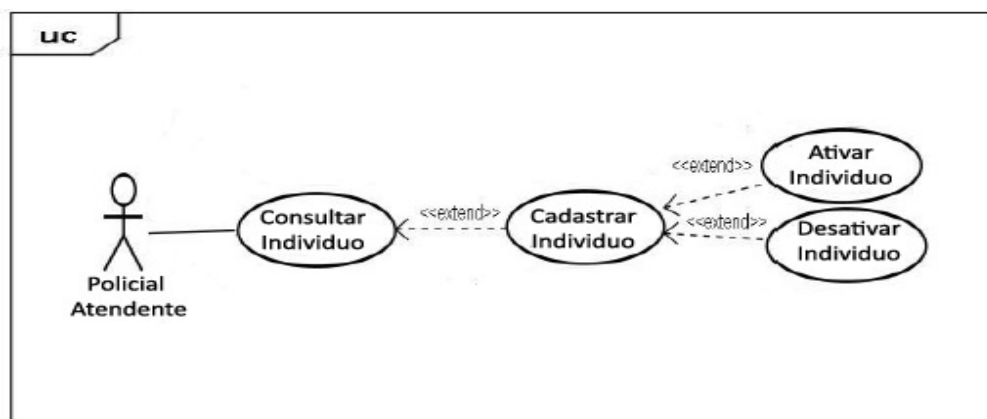 uc
Policial
Atendente
Consultar
Individuo
<<extend>>
Cadastrar
Individuo
<<extend>>
Ativar
Individuo
<<extend>>
Desativar
Individuo